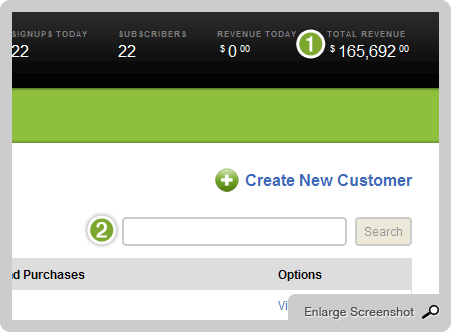 SIGNUPS TODAY SUBSCRIBERS REVENUE TODAY 1 TOTAL REVENUE
22 22 $0.00 $165,692.00
Create New Customer
2 Search
Purchases Options
Enlarge Screenshot